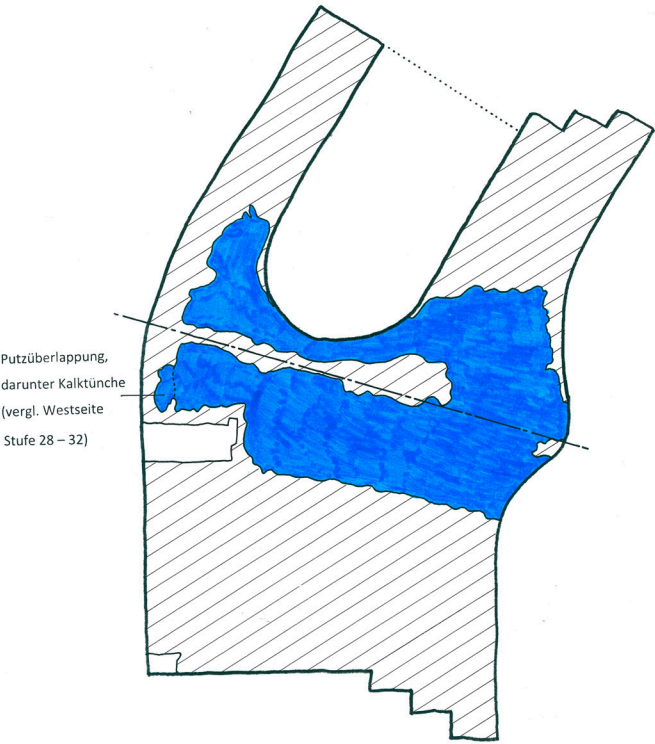 Putzüberlappung,
darunter Kalktünche
(vergl. Westseite
Stufe 28 – 32)